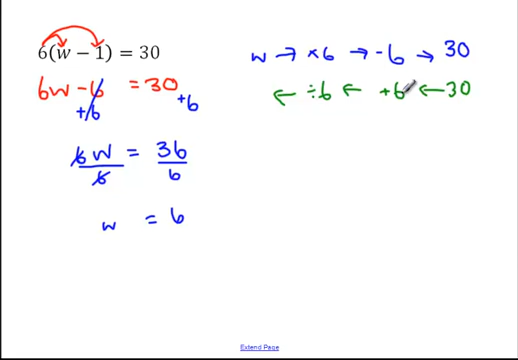 6(w − 1) = 30
w → ×6 → -6 → 30
6w - 6 = 30
+6 +6
← ÷6 ← +6 ← 30
6w = 36
6 6
w = 6
Extend Page